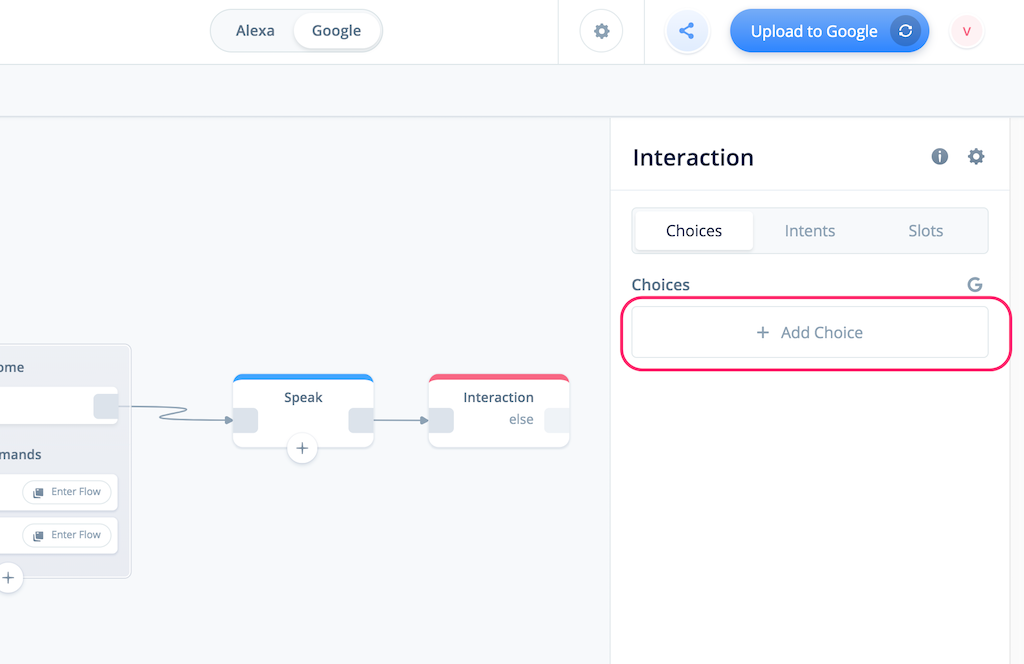 Alexa
Google
Upload to Google
V
Interaction
Choices
Intents
Slots
Choices
G
+ Add Choice
ome
mands
Enter Flow
Enter Flow
+
Speak
+
Interaction
else